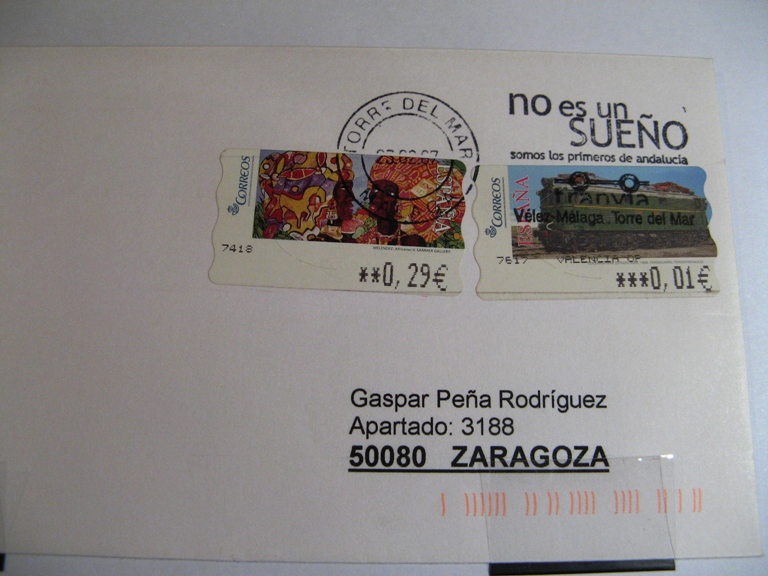 TORRE DEL MAR
no es un
SUEÑO
somos los primeros de andalucia
tranvía
Vélez-Málaga . Torre del Mar
CORREOS
ESPAÑA
7418
**0,29€
CORREOS
ESPAÑA
7617 VALENCIA OP
***0,01€
Gaspar Peña Rodríguez
Apartado: 3188
50080 ZARAGOZA